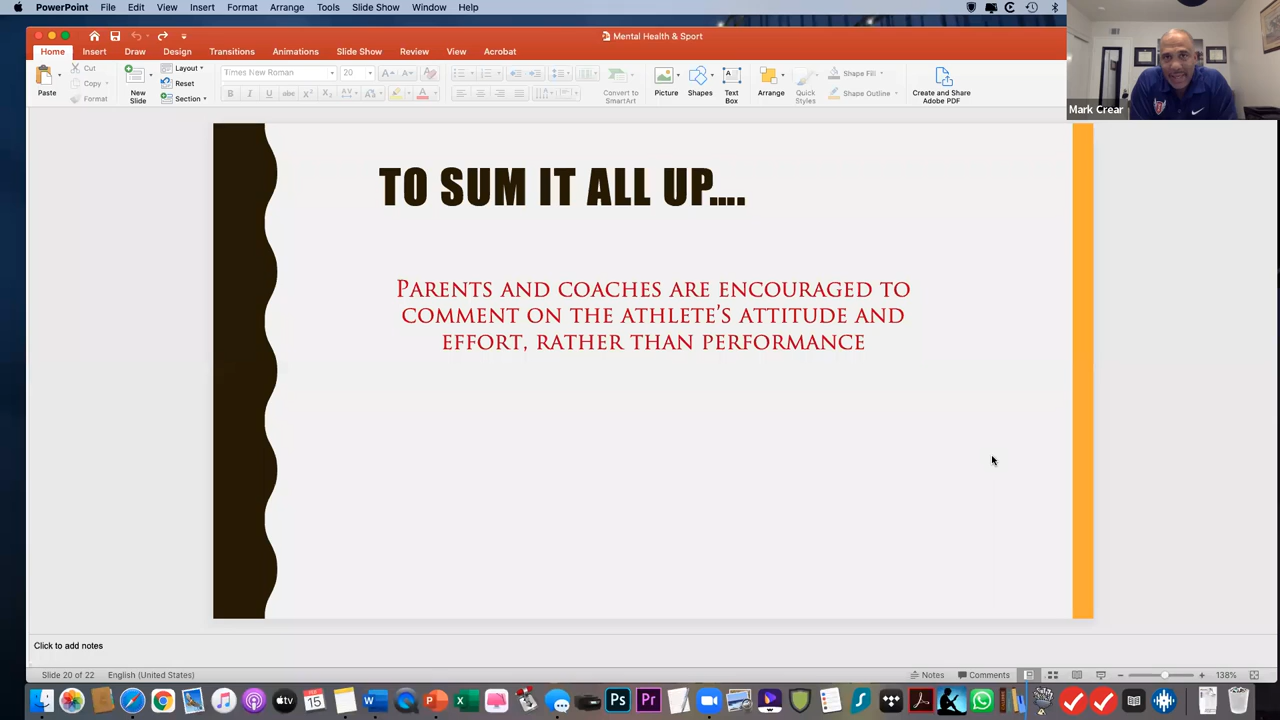 PowerPoint File Edit View Insert Format Arrange Tools Slide Show Window Help
Mental Health & Sport
Home Insert Draw Design Transitions Animations Slide Show Review View Acrobat
Paste
Cut
Copy
Format
New Slide
Layout
Reset
Section
Times New Roman 20
Convert to SmartArt
Picture
Shapes
Text Box
Arrange
Quick Styles
Shape Fill
Shape Outline
Create and Share Adobe PDF
Mark Crear
TO SUM IT ALL UP....
PARENTS AND COACHES ARE ENCOURAGED TO
COMMENT ON THE ATHLETE'S ATTITUDE AND
EFFORT, RATHER THAN PERFORMANCE
Click to add notes
Slide 20 of 22 English (United States) Notes Comments 138%
FEB
15